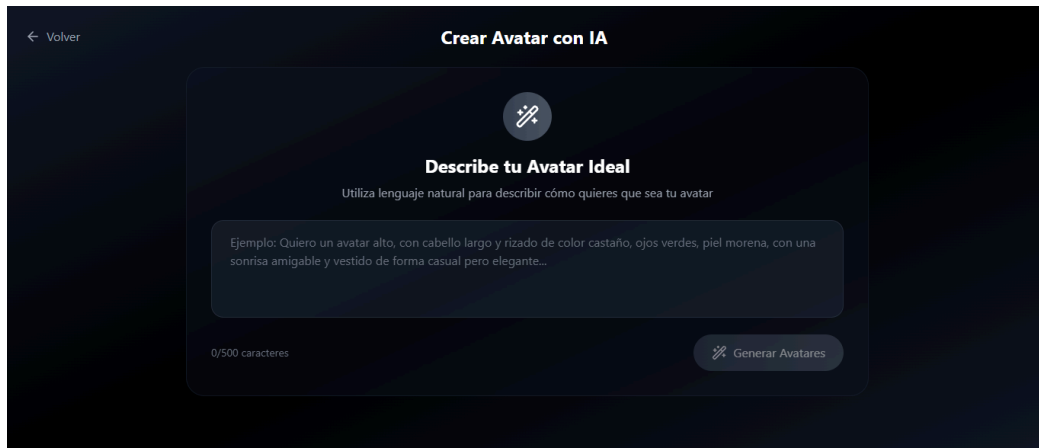 Volver
Crear Avatar con IA
Describe tu Avatar Ideal
Utiliza lenguaje natural para describir cómo quieres que sea tu avatar
Ejemplo: Quiero un avatar alto, con cabello largo y rizado de color castaño, ojos verdes, piel morena, con una
sonrisa amigable y vestido de forma casual pero elegante...
0/500 caracteres
Generar Avatares